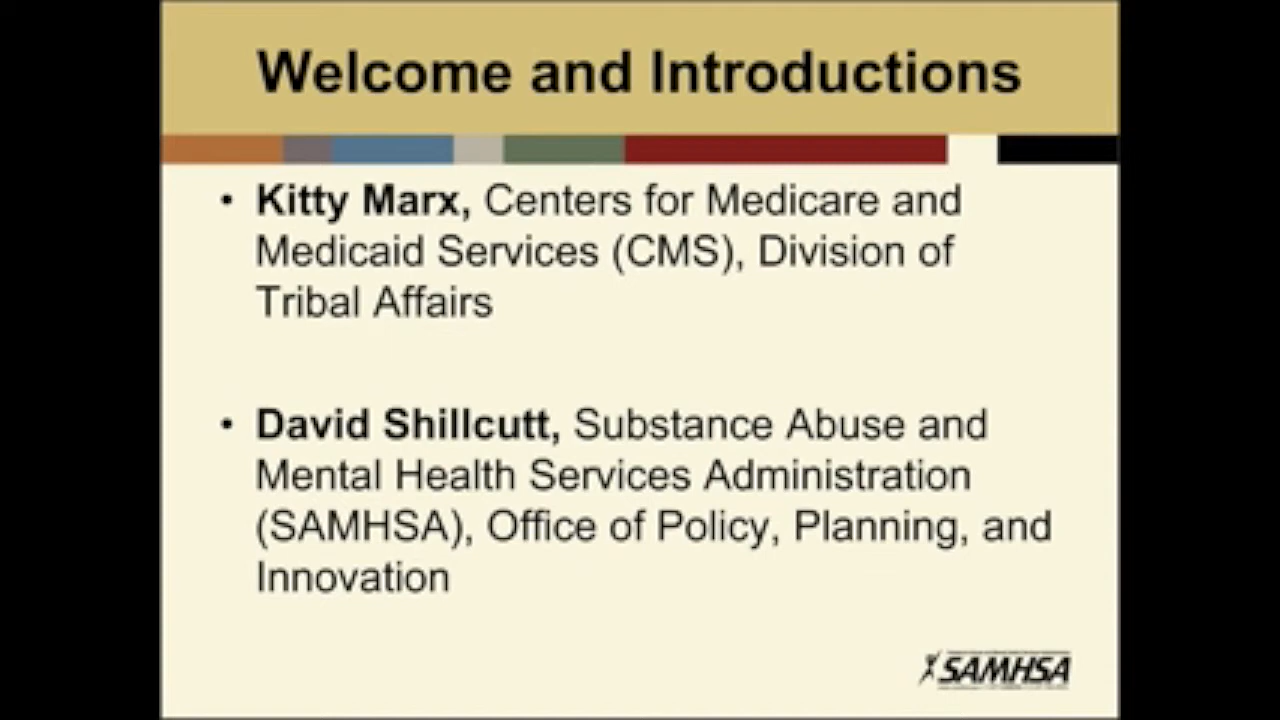 Welcome and Introductions
• Kitty Marx, Centers for Medicare and
Medicaid Services (CMS), Division of
Tribal Affairs
• David Shillcutt, Substance Abuse and
Mental Health Services Administration
(SAMHSA), Office of Policy, Planning, and
Innovation
SAMHSA